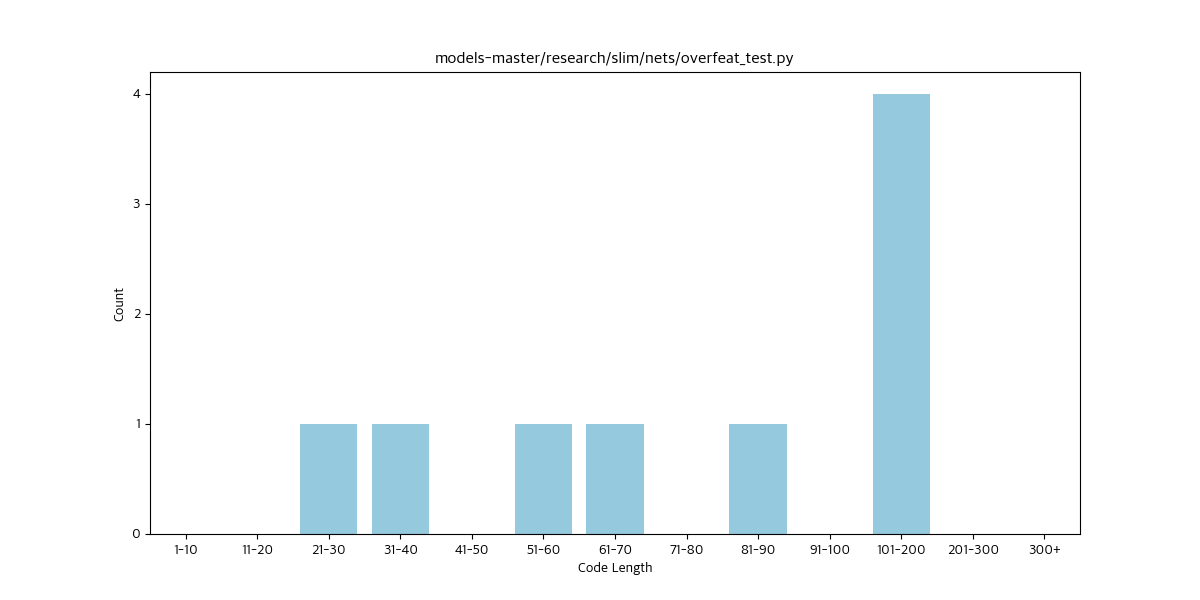 models-master/research/slim/nets/overfeat_test.py
Count
4
3
2
1
0
1-10 11-20 21-30 31-40 41-50 51-60 61-70 71-80 81-90 91-100 101-200 201-300 300+
Code Length